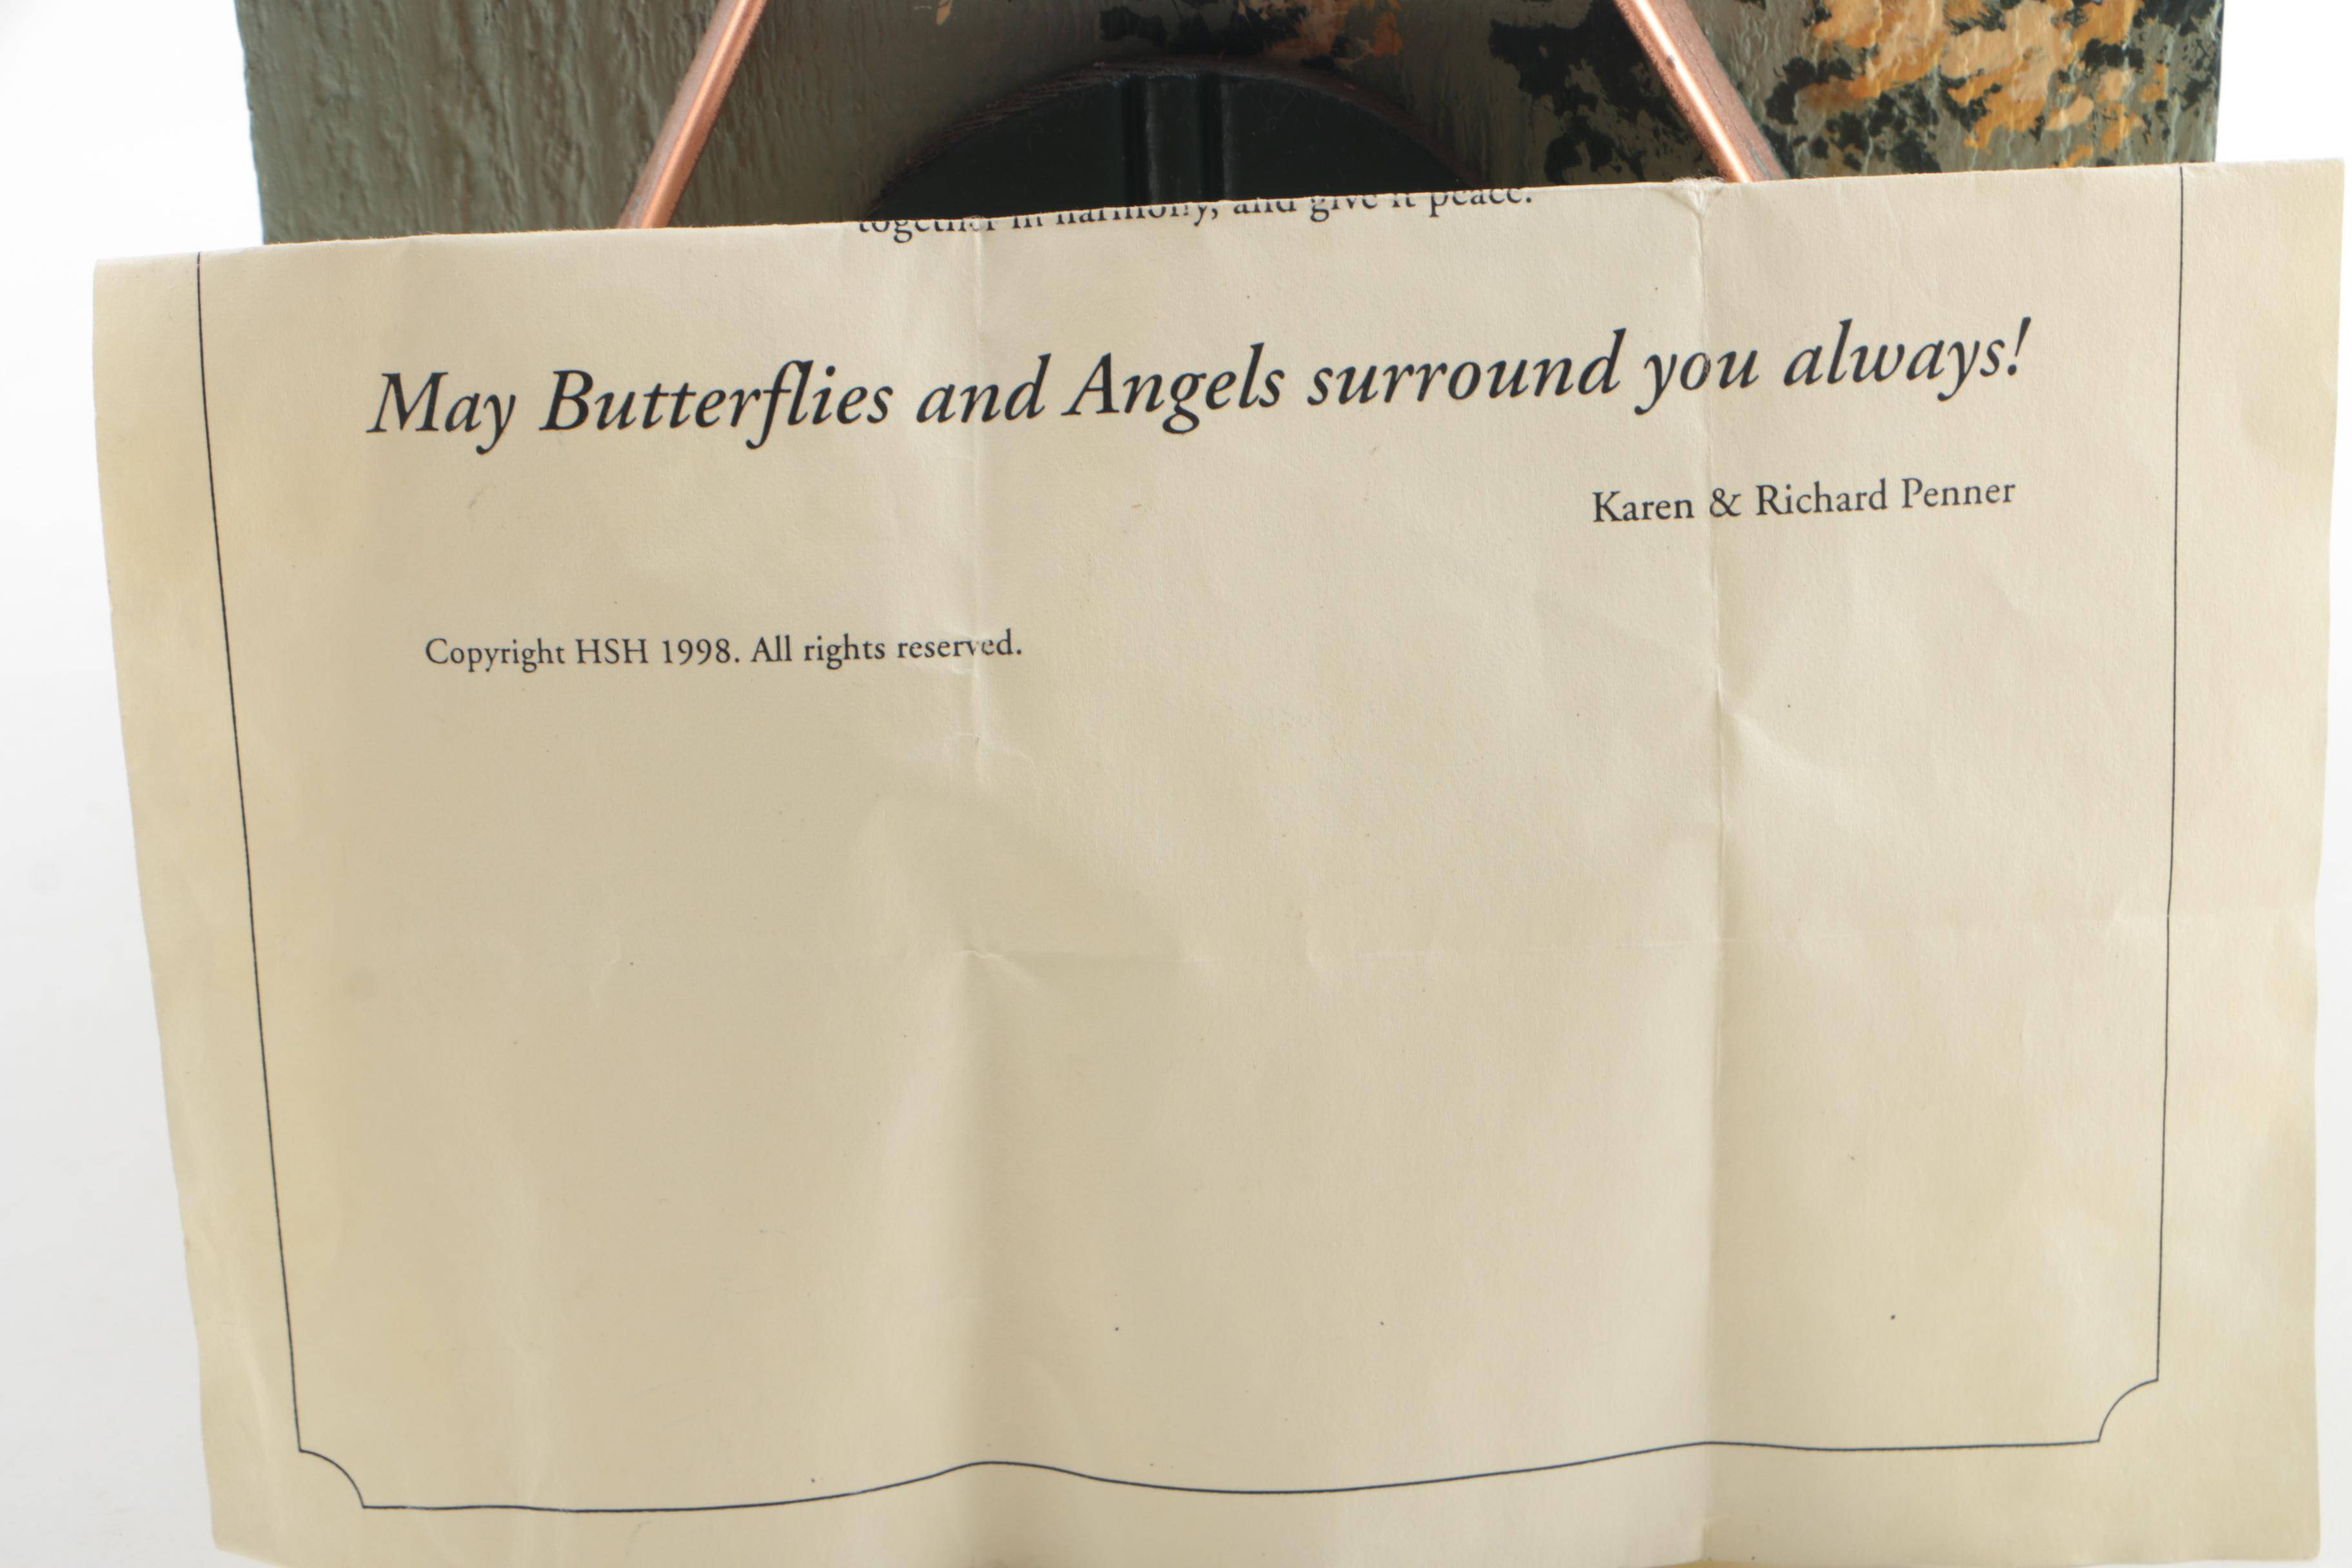 together in harmony, and give it peace.
May Butterflies and Angels surround you always!
Karen & Richard Penner
Copyright HSH 1998. All rights reserved.